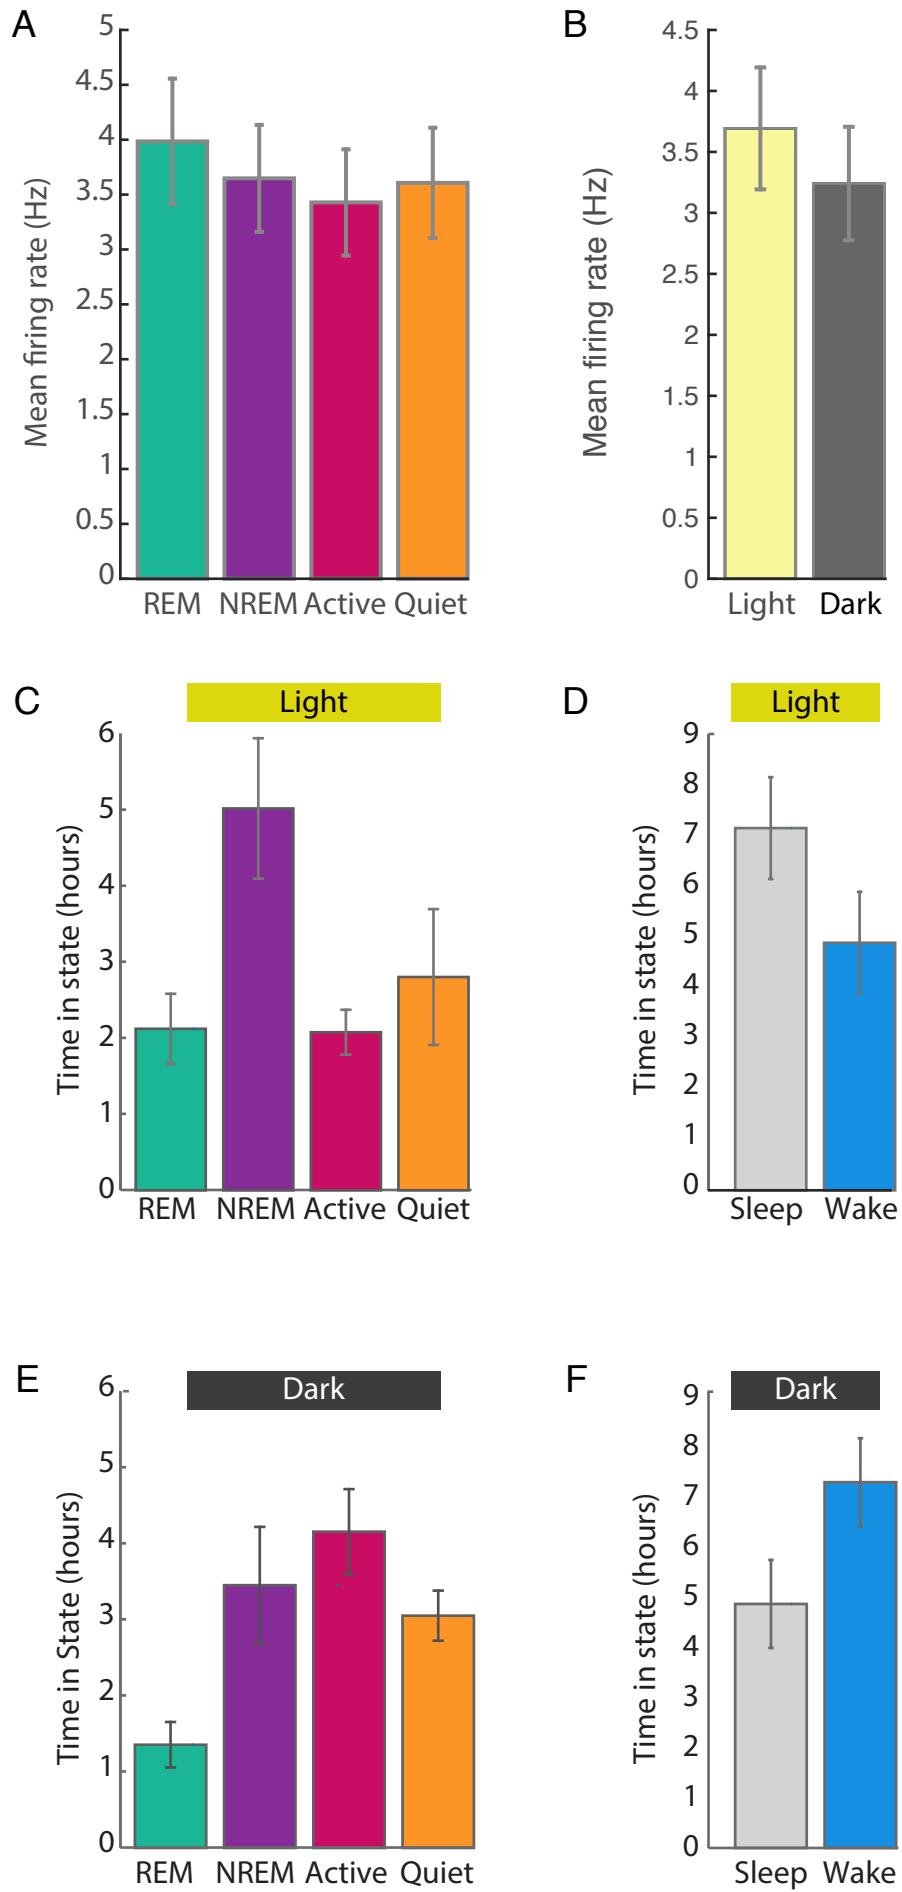 A
Mean firing rate (Hz)
5
4.5
4
3.5
3
2.5
2
1.5
1
0.5
0
REM NREM Active Quiet
B
Mean firing rate (Hz)
4.5
4
3.5
3
2.5
2
1.5
1
0.5
0
Light Dark
C
Light
Time in state (hours)
6
5
4
3
2
1
0
REM NREM Active Quiet
D
Light
Time in state (hours)
9
8
7
6
5
4
3
2
1
0
Sleep Wake
E
Dark
Time in State (hours)
6
5
4
3
2
1
0
REM NREM Active Quiet
F
Dark
Time in state (hours)
9
8
7
6
5
4
3
2
1
0
Sleep Wake